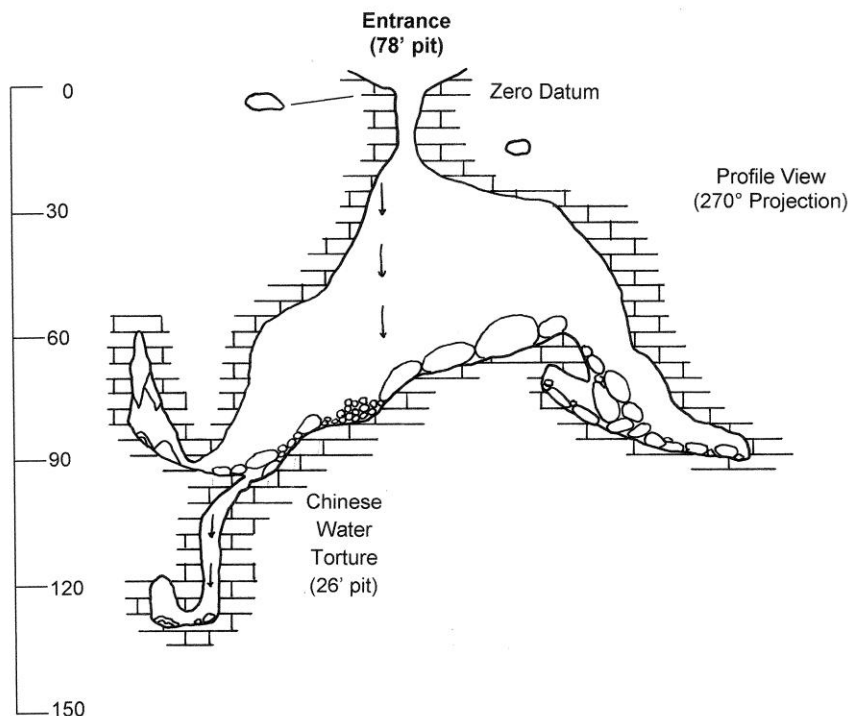 Entrance
(78' pit)
0
Zero Datum
Profile View
(270° Projection)
30
60
90
Chinese
Water
Torture
(26' pit)
120
150